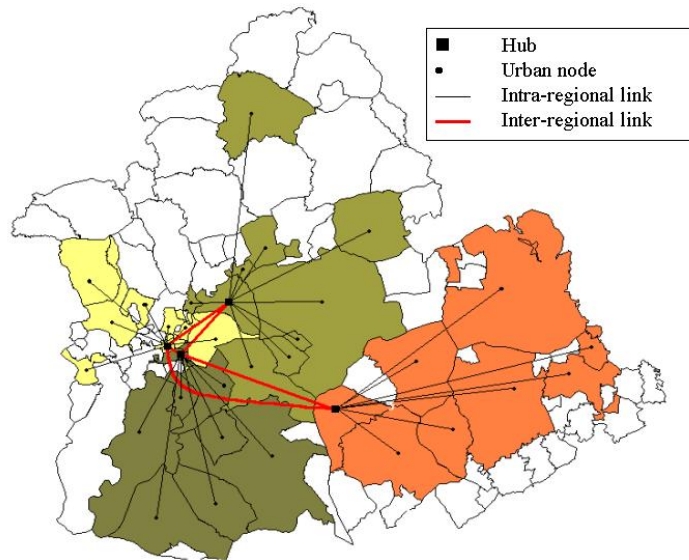 Hub
Urban node
Intra-regional link
Inter-regional link